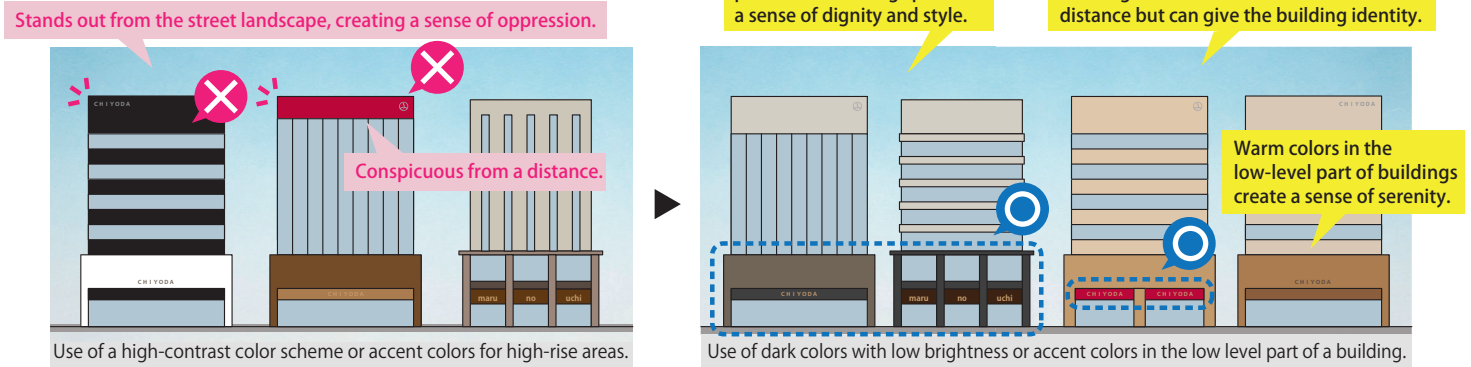 Stands out from the street landscape, creating a sense of oppression.
CHIYODA
Conspicuous from a distance.
CHIYODA
CHIYODA
maru no uchi
Use of a high-contrast color scheme or accent colors for high-rise areas.
a sense of dignity and style.
distance but can give the building identity.
CHIYODA
Warm colors in the
low-level part of buildings
create a sense of serenity.
CHIYODA
maru no uchi
CHIYODA CHIYODA
CHIYODA
Use of dark colors with low brightness or accent colors in the low level part of a building.